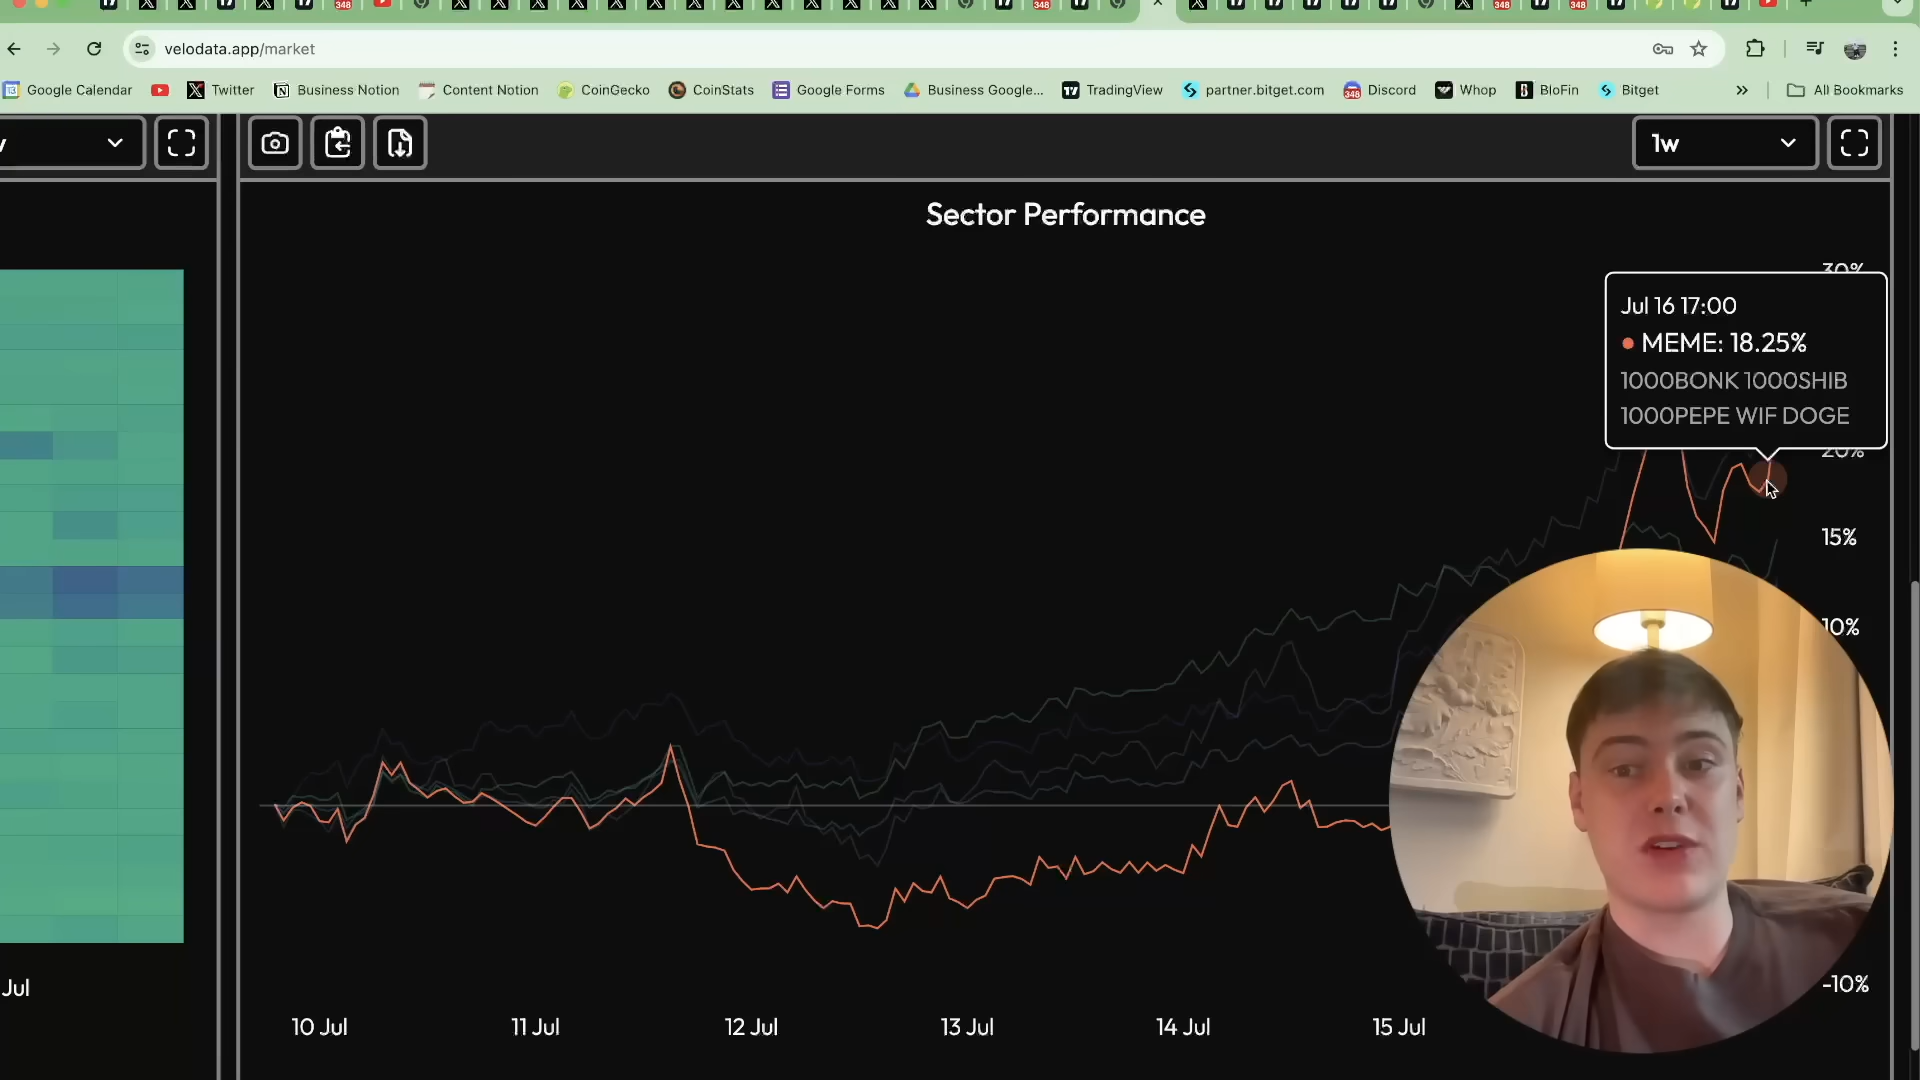 velodata.app/market
Google Calendar
Twitter
Business Notion
Content Notion
CoinGecko
CoinStats
Google Forms
Business Google...
TradingView
partner.bitget.com
Discord
Whop
BloFin
Bitget
»
All Bookmarks
1w
Sector Performance
30%
Jul 16 17:00
MEME: 18.25%
1000BONK 1000SHIB
1000PEPE WIF DOGE
20%
15%
10%
-10%
Jul
10 Jul
11 Jul
12 Jul
13 Jul
14 Jul
15 Jul